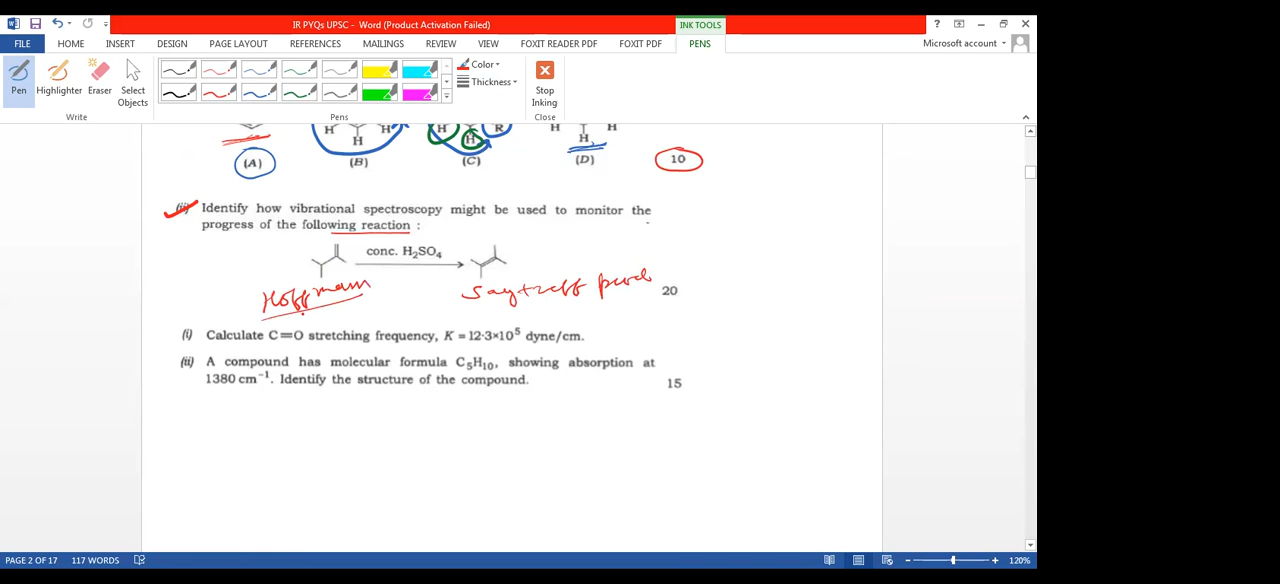 IR PYQs UPSC - Word (Product Activation Failed)
INK TOOLS
FILE HOME INSERT DESIGN PAGE LAYOUT REFERENCES MAILINGS REVIEW VIEW FOXIT READER PDF FOXIT PDF PENS Microsoft account
Pen Highlighter Eraser Select Objects
Color
Thickness
Stop Inking
Write Pens Close
H H H H H R H H H
(A) (B) (C) (D) 10
(ii) Identify how vibrational spectroscopy might be used to monitor the
progress of the following reaction :
conc. H₂SO₄
Hoffmann Saytzeff prod 20
(i) Calculate C=O stretching frequency, K = 12·3×10⁵ dyne/cm.
(ii) A compound has molecular formula C₅H₁₀, showing absorption at
1380 cm⁻¹. Identify the structure of the compound. 15
PAGE 2 OF 17 117 WORDS 120%